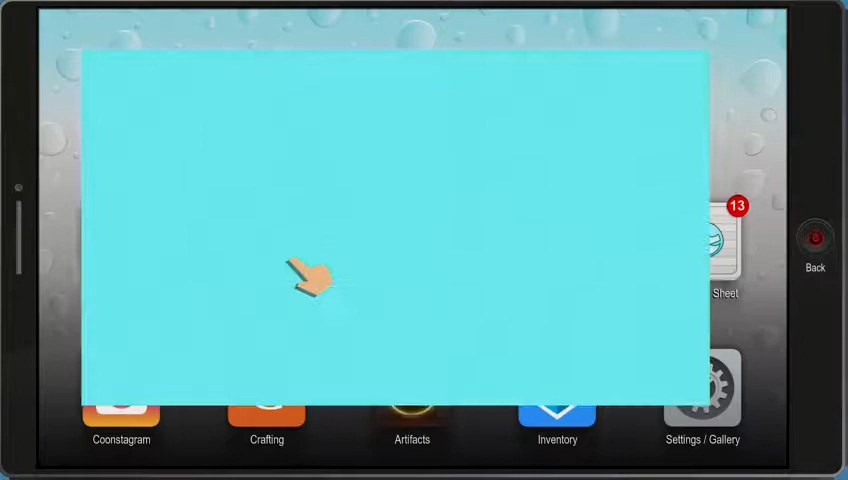 13
Back
Sheet
Coonstagram
Crafting
Artifacts
Inventory
Settings / Gallery